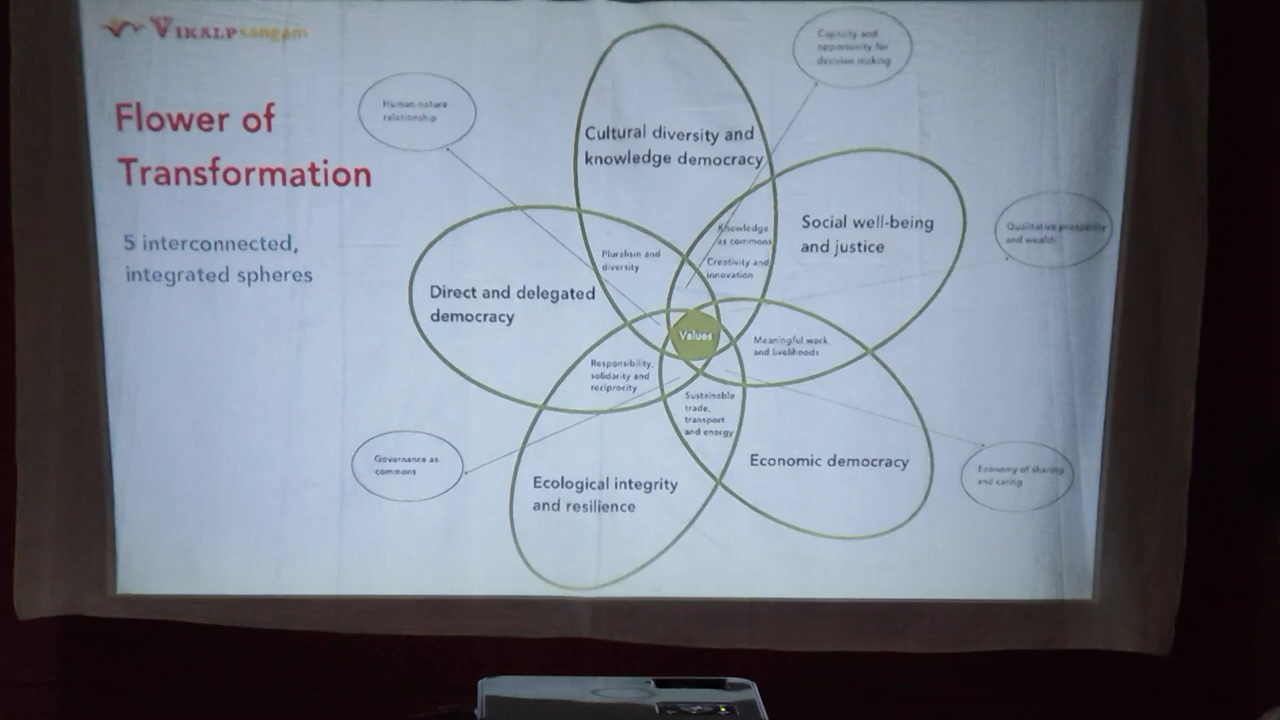 VIKALPsangam
Flower of
Transformation
5 interconnected,
integrated spheres
Capacity and
opportunity for
decision making
Human-nature
relationship
Cultural diversity and
knowledge democracy
Social well-being
and justice
Knowledge
as commons
Creativity and
innovation
Qualitative prosperity
and wealth
Pluralism and
diversity
Direct and delegated
democracy
Values
Meaningful work
and livelihoods
Responsibility,
solidarity and
reciprocity
Sustainable
trade,
transport
and energy
Governance as
commons
Economic democracy
Economy of sharing
and caring
Ecological integrity
and resilience